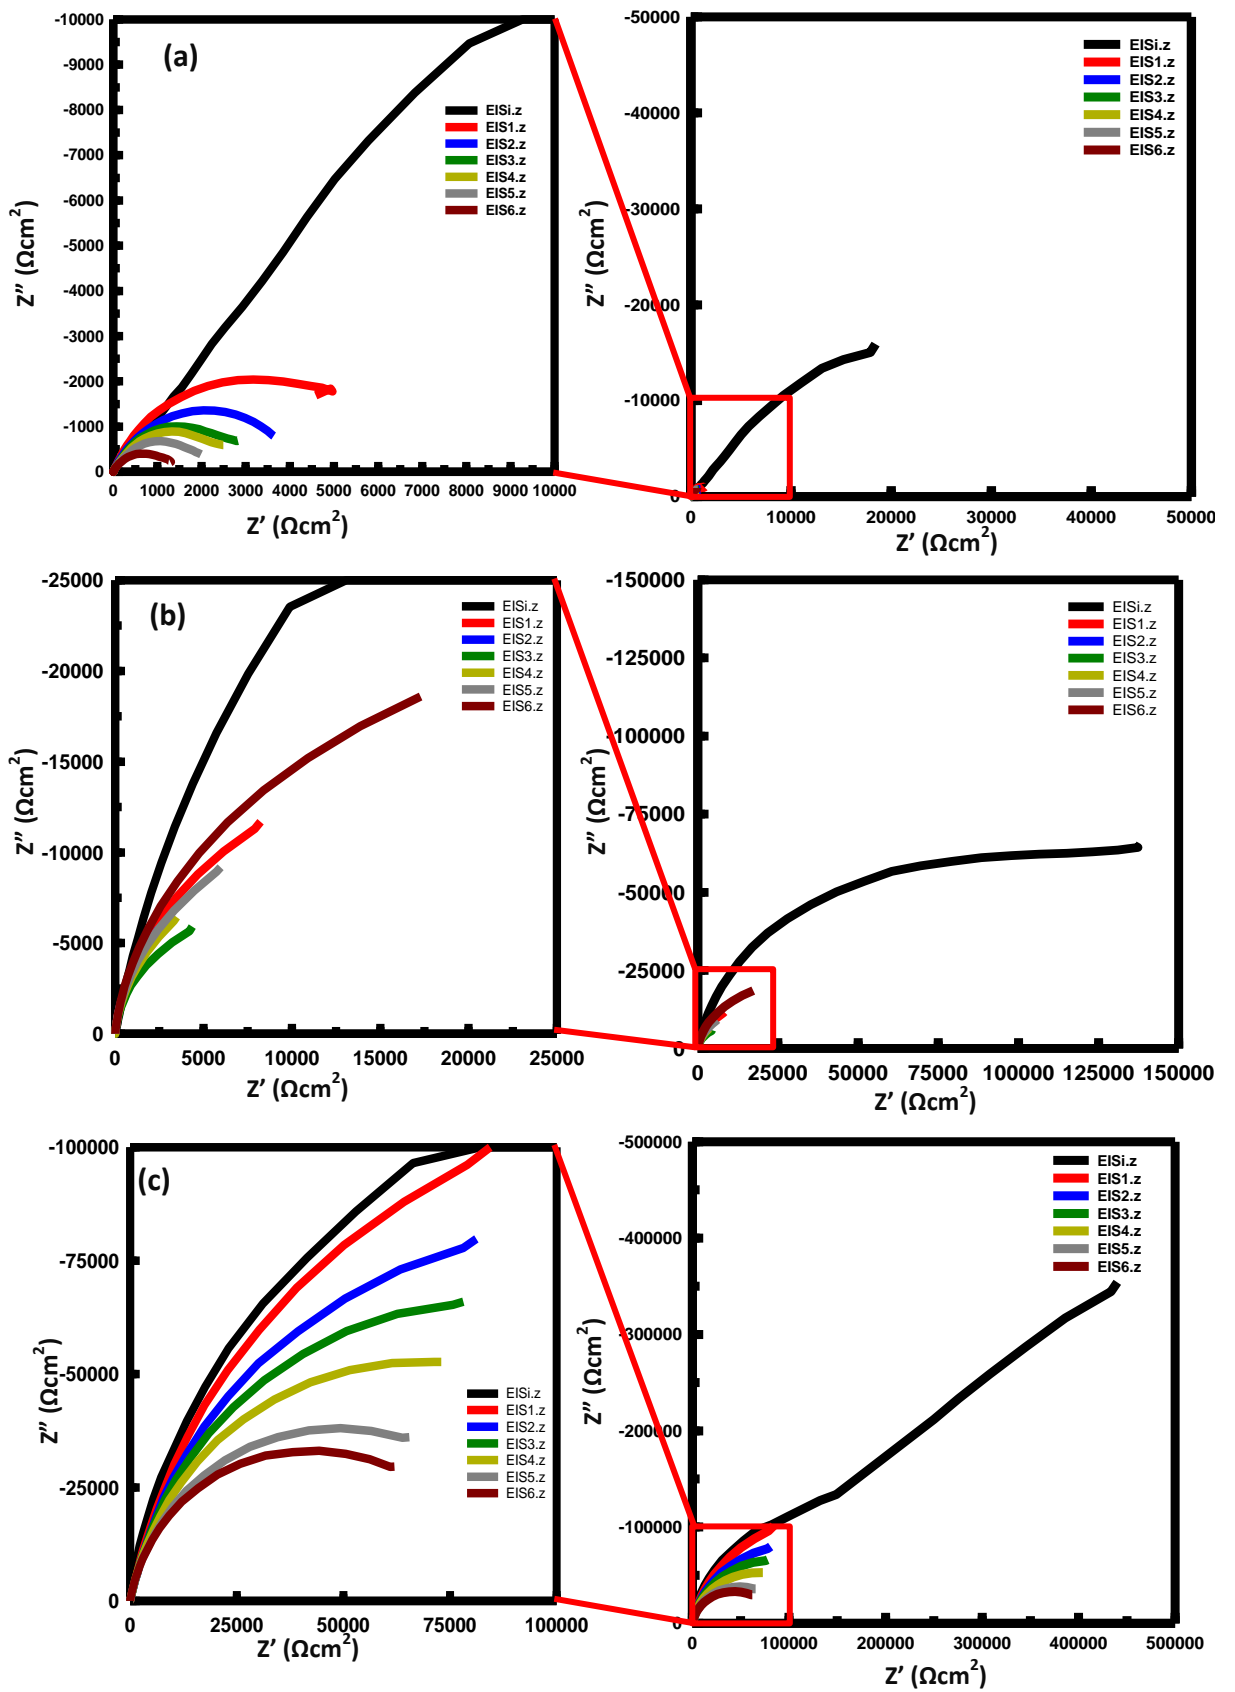 (a)
-10000
-9000
-8000
-7000
-6000
-5000
-4000
-3000
-2000
-1000
0
0 1000 2000 3000 4000 5000 6000 7000 8000 9000 10000
Z" (Ωcm2)
Z' (Ωcm2)
EISi.z
EIS1.z
EIS2.z
EIS3.z
EIS4.z
EIS5.z
EIS6.z
-50000
-40000
-30000
-20000
-10000
0
0 10000 20000 30000 40000 50000
Z" (Ωcm2)
Z' (Ωcm2)
EISi.z
EIS1.z
EIS2.z
EIS3.z
EIS4.z
EIS5.z
EIS6.z
(b)
-25000
-20000
-15000
-10000
-5000
0
0 5000 10000 15000 20000 25000
Z" (Ωcm2)
Z' (Ωcm2)
EISi.z
EIS1.z
EIS2.z
EIS3.z
EIS4.z
EIS5.z
EIS6.z
-150000
-125000
-100000
-75000
-50000
-25000
0
0 25000 50000 75000 100000 125000 150000
Z" (Ωcm2)
Z' (Ωcm2)
EISi.z
EIS1.z
EIS2.z
EIS3.z
EIS4.z
EIS5.z
EIS6.z
(c)
-100000
-75000
-50000
-25000
0
0 25000 50000 75000 100000
Z" (Ωcm2)
Z' (Ωcm2)
EISi.z
EIS1.z
EIS2.z
EIS3.z
EIS4.z
EIS5.z
EIS6.z
-500000
-400000
-300000
-200000
-100000
0
0 100000 200000 300000 400000 500000
Z" (Ωcm2)
Z' (Ωcm2)
EISi.z
EIS1.z
EIS2.z
EIS3.z
EIS4.z
EIS5.z
EIS6.z